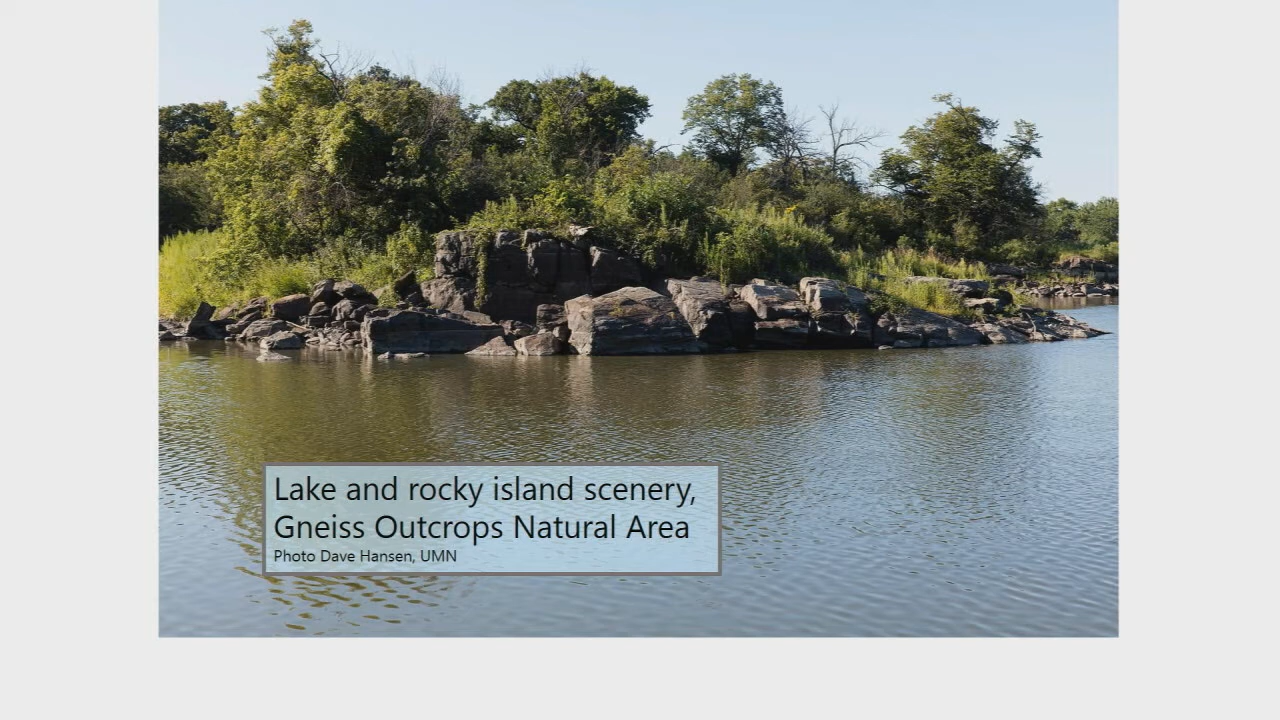 Lake and rocky island scenery,
Gneiss Outcrops Natural Area
Photo Dave Hansen, UMN